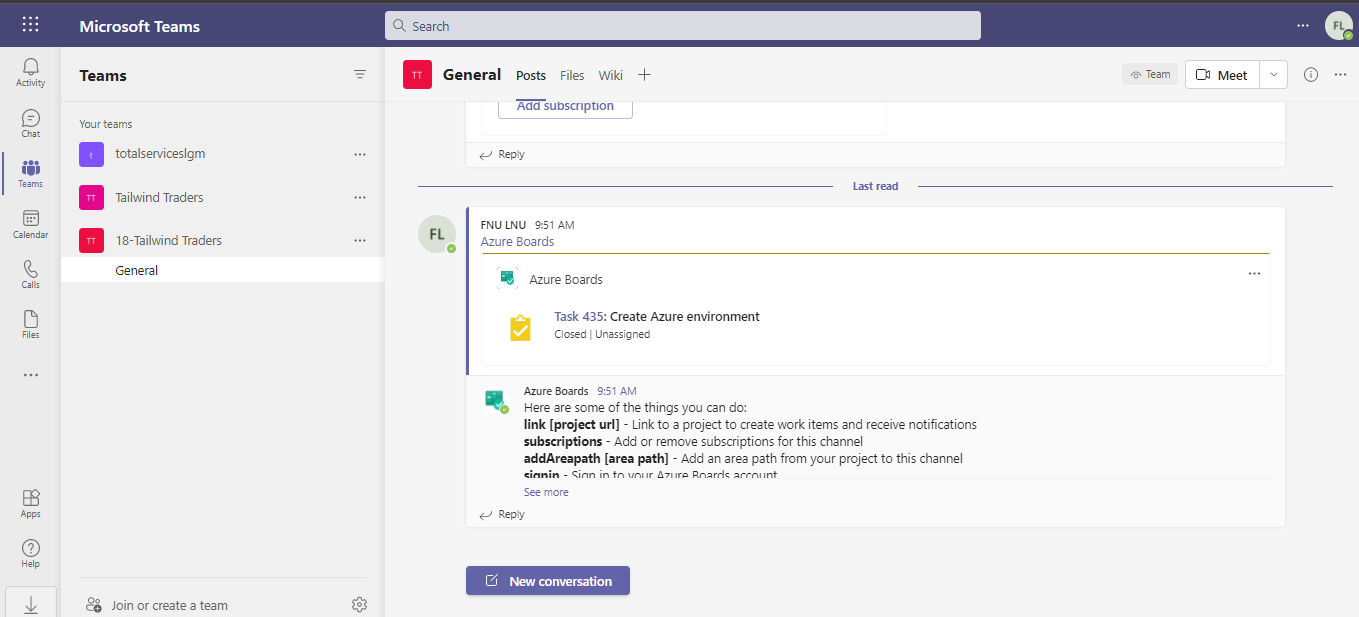 Microsoft Teams
Search
FL
Activity
Chat
Teams
Calendar
Calls
Files
Apps
Help
Teams
Your teams
t totalserviceslgm
TT Tailwind Traders
TT 18-Tailwind Traders
General
Join or create a team
TT General Posts Files Wiki
Team Meet
Add subscription
Reply
Last read
FL
FNU LNU 9:51 AM
Azure Boards
Azure Boards
Task 435: Create Azure environment
Closed | Unassigned
Azure Boards 9:51 AM
Here are some of the things you can do:
link [project url] - Link to a project to create work items and receive notifications
subscriptions - Add or remove subscriptions for this channel
addAreapath [area path] - Add an area path from your project to this channel
signin - Sign in to your Azure Boards account
See more
Reply
New conversation